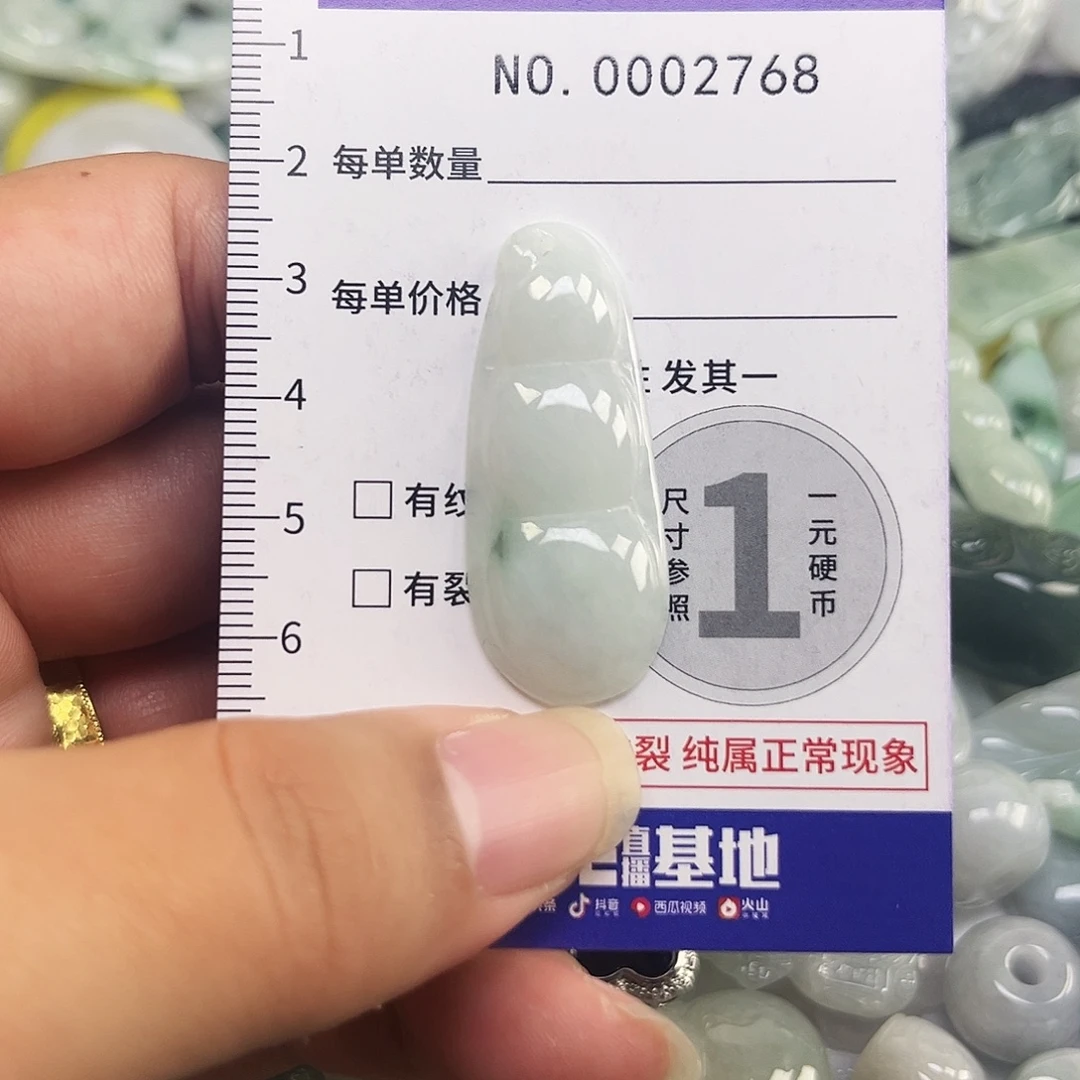 1
NO. 0002768
2
每单数量
3
每单价格
发其一
4
有纹
5
有裂
6
尺寸参照
1
一元硬币
裂 纯属正常现象
直播基地
抖音 西瓜视频 火山